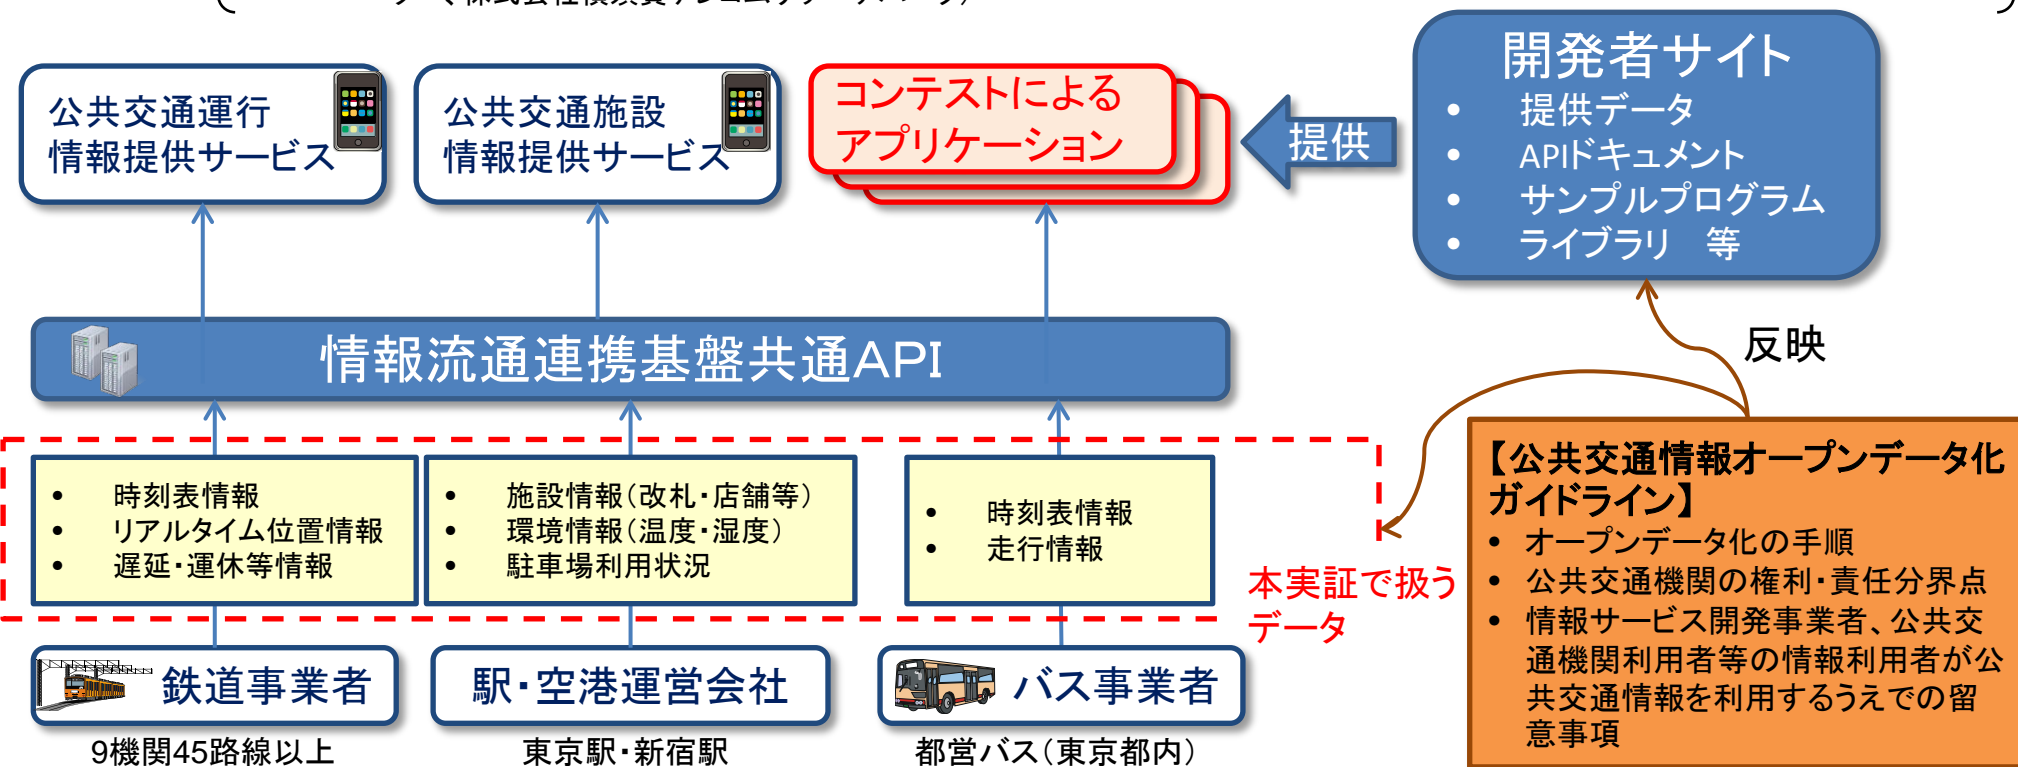 開発者サイト
• 提供データ
• APIドキュメント
• サンプルプログラム
• ライブラリ　等
公共交通運行
情報提供サービス
公共交通施設
情報提供サービス
コンテストによる
アプリケーション
提供
情報流通連携基盤共通API
反映
• 時刻表情報
• リアルタイム位置情報
• 遅延・運休等情報
• 施設情報（改札・店舗等）
• 環境情報（温度・湿度）
• 駐車場利用状況
• 時刻表情報
• 走行情報
本実証で扱う
データ
【公共交通情報オープンデータ化
ガイドライン】
• オープンデータ化の手順
• 公共交通機関の権利・責任分界点
• 情報サービス開発事業者、公共交
通機関利用者等の情報利用者が公
共交通情報を利用するうえでの留
意事項
鉄道事業者
駅・空港運営会社
バス事業者
9機関45路線以上
東京駅・新宿駅
都営バス（東京都内）